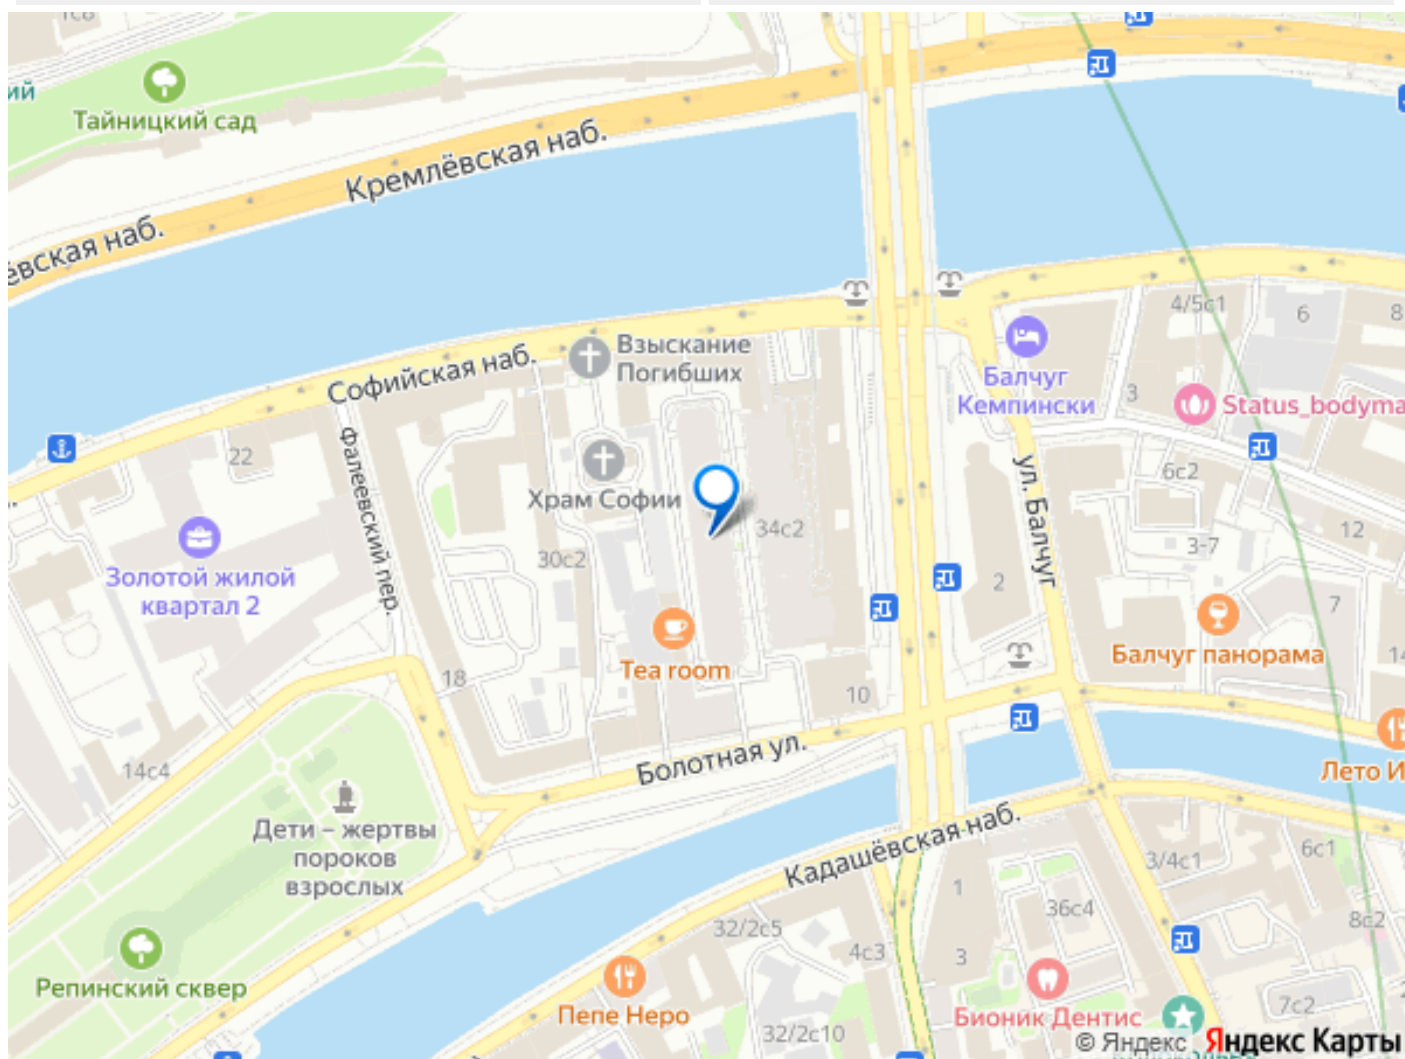 Тайницкий сад
Кремлёвская наб.
Софийская наб.
Взыскание
Погибших
4/5с1
6
8
Балчуг
Кемпински
3
Status_bodyma
22
Фалеевский пер.
Храм Софии
34с2
30с2
ул. Балчуг
6с2
12
3-7
Золотой жилой
квартал 2
2
7
Tea room
Балчуг панорама
18
10
14с4
Болотная ул.
Лето И
Дети – жертвы
пороков
взрослых
Кадашёвская наб.
3/4с1
6с1
1
36с4
8с2
32/2с5
4с3
3
Репинский сквер
Пепе Неро
Бионик Дентис
7с2
32/2с10
© Яндекс Яндекс Карты